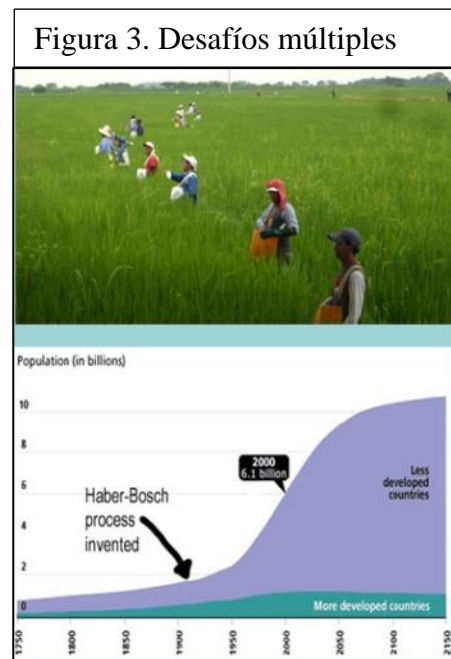 Figura 3. Desafíos múltiples
Population (in billions)
10
8
6
4
2
0
2000
6.1 billion
Less
developed
countries
Haber-Bosch
process
invented
More developed countries
1750
1800
1850
1900
1950
2000
2050
2100
2150